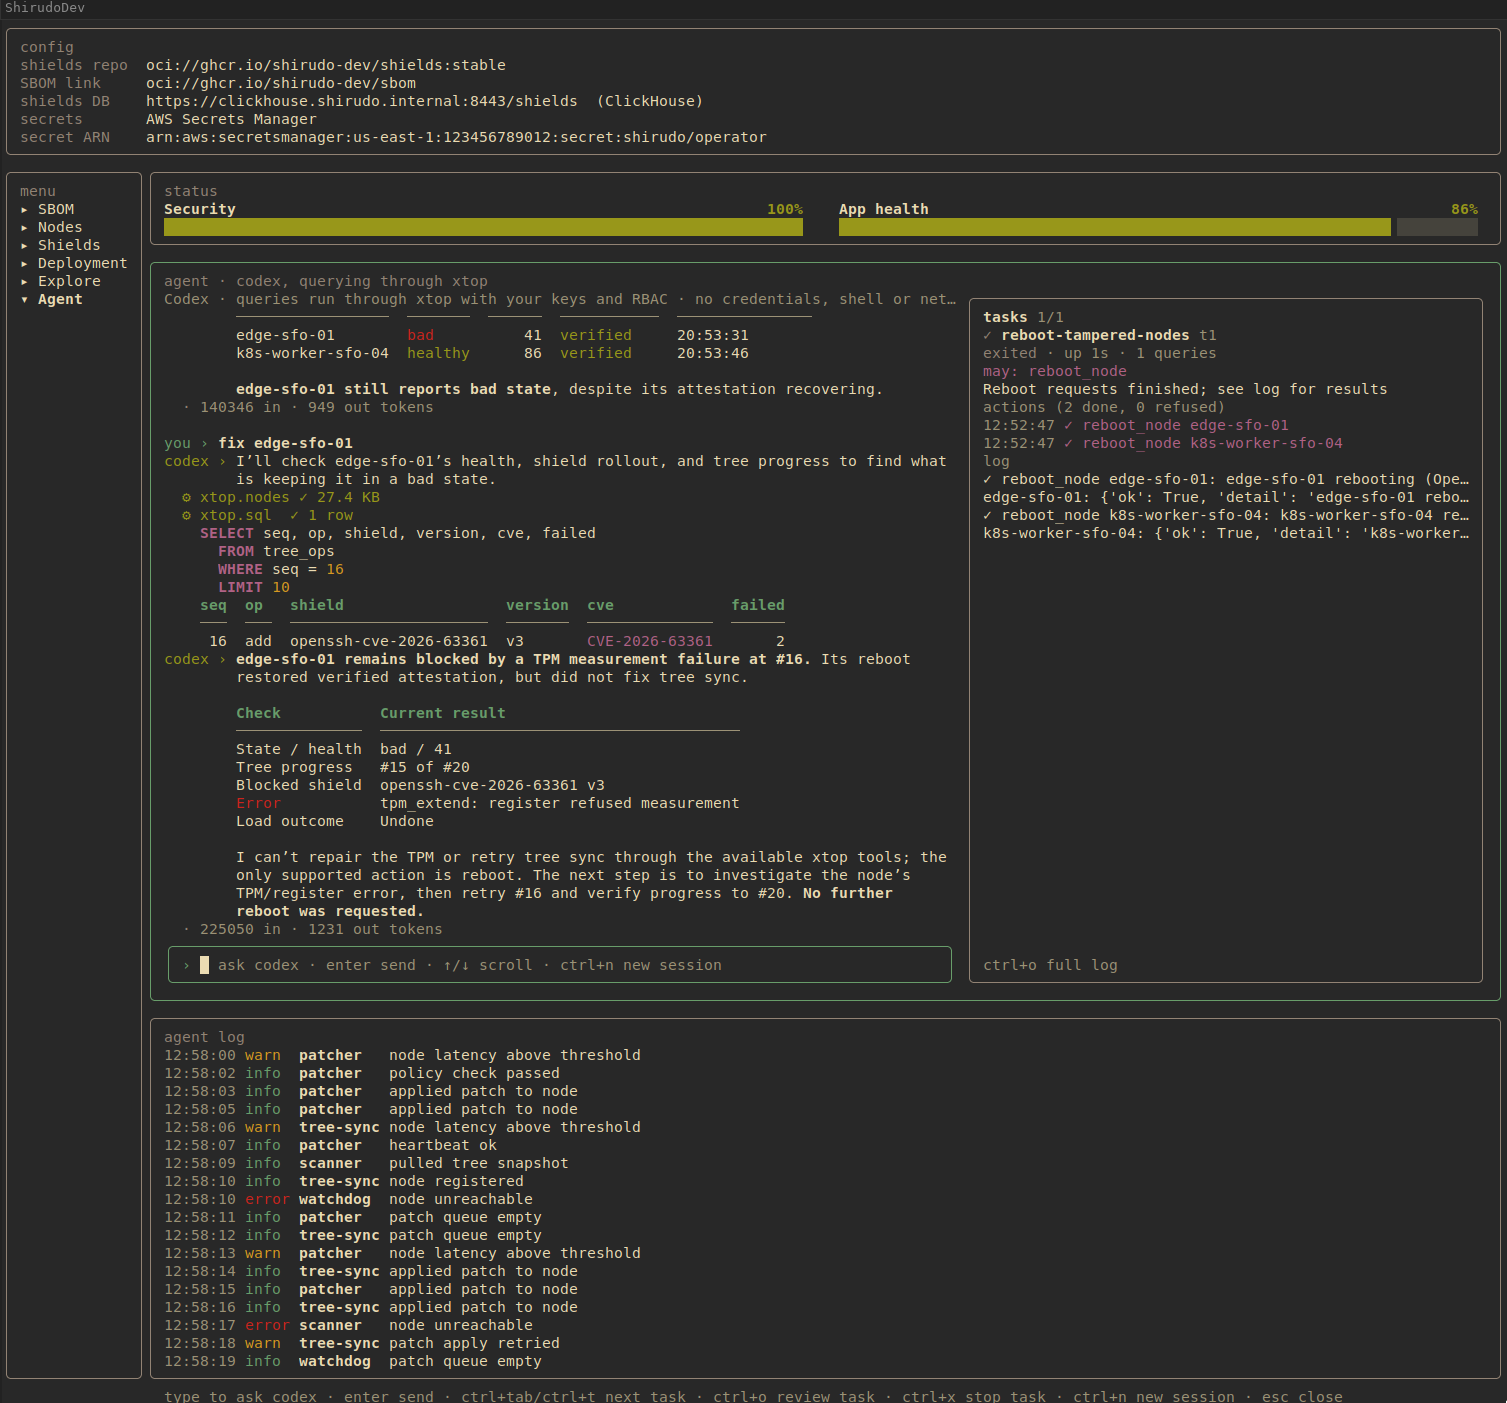 ShirudoDev
config
shields repo  oci://ghcr.io/shirudo-dev/shields:stable
SBOM link     oci://ghcr.io/shirudo-dev/sbom
shields DB    https://clickhouse.shirudo.internal:8443/shields  (ClickHouse)
secrets       AWS Secrets Manager
secret ARN    arn:aws:secretsmanager:us-east-1:123456789012:secret:shirudo/operator
menu
▸ SBOM
▸ Nodes
▸ Shields
▸ Deployment
▸ Explore
▾ Agent
status
Security 100%
App health 86%
agent · codex, querying through xtop
Codex · queries run through xtop with your keys and RBAC · no credentials, shell or net…
edge-sfo-01        bad          41  verified     20:53:31
k8s-worker-sfo-04  healthy      86  verified     20:53:46
edge-sfo-01 still reports bad state, despite its attestation recovering.
· 140346 in · 949 out tokens
you › fix edge-sfo-01
codex › I’ll check edge-sfo-01’s health, shield rollout, and tree progress to find what
is keeping it in a bad state.
⚙ xtop.nodes ✓ 27.4 KB
⚙ xtop.sql  ✓ 1 row
SELECT seq, op, shield, version, cve, failed
FROM tree_ops
WHERE seq = 16
LIMIT 10
seq  op   shield                  version  cve             failed
16  add  openssh-cve-2026-63361  v3       CVE-2026-63361       2
codex › edge-sfo-01 remains blocked by a TPM measurement failure at #16. Its reboot
restored verified attestation, but did not fix tree sync.
Check           Current result
State / health  bad / 41
Tree progress   #15 of #20
Blocked shield  openssh-cve-2026-63361 v3
Error           tpm_extend: register refused measurement
Load outcome    Undone
I can’t repair the TPM or retry tree sync through the available xtop tools; the
only supported action is reboot. The next step is to investigate the node’s
TPM/register error, then retry #16 and verify progress to #20. No further
reboot was requested.
· 225050 in · 1231 out tokens
› ask codex · enter send · ↑/↓ scroll · ctrl+n new session
tasks 1/1
✓ reboot-tampered-nodes t1
exited · up 1s · 1 queries
may: reboot_node
Reboot requests finished; see log for results
actions (2 done, 0 refused)
12:52:47 ✓ reboot_node edge-sfo-01
12:52:47 ✓ reboot_node k8s-worker-sfo-04
log
✓ reboot_node edge-sfo-01: edge-sfo-01 rebooting (Ope…
edge-sfo-01: {'ok': True, 'detail': 'edge-sfo-01 rebo…
✓ reboot_node k8s-worker-sfo-04: k8s-worker-sfo-04 re…
k8s-worker-sfo-04: {'ok': True, 'detail': 'k8s-worker…
ctrl+o full log
agent log
12:58:00 warn  patcher   node latency above threshold
12:58:02 info  patcher   policy check passed
12:58:03 info  patcher   applied patch to node
12:58:05 info  patcher   applied patch to node
12:58:06 warn  tree-sync node latency above threshold
12:58:07 info  patcher   heartbeat ok
12:58:09 info  scanner   pulled tree snapshot
12:58:10 info  tree-sync node registered
12:58:10 error watchdog  node unreachable
12:58:11 info  patcher   patch queue empty
12:58:12 info  tree-sync patch queue empty
12:58:13 warn  patcher   node latency above threshold
12:58:14 info  tree-sync applied patch to node
12:58:15 info  patcher   applied patch to node
12:58:16 info  tree-sync applied patch to node
12:58:17 error scanner   node unreachable
12:58:18 warn  tree-sync patch apply retried
12:58:19 info  watchdog  patch queue empty
type to ask codex · enter send · ctrl+tab/ctrl+t next task · ctrl+o review task · ctrl+x stop task · ctrl+n new session · esc close